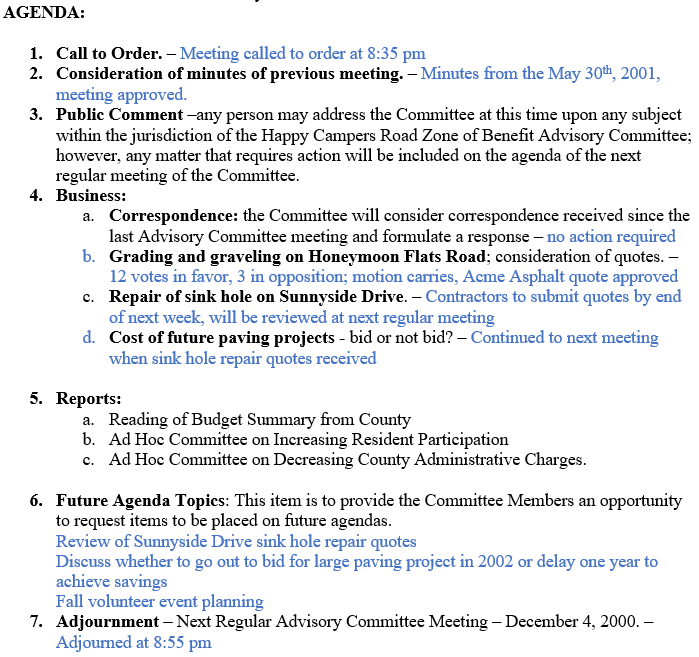 AGENDA:
1. Call to Order. – Meeting called to order at 8:35 pm
2. Consideration of minutes of previous meeting. – Minutes from the May 30th, 2001,
meeting approved.
3. Public Comment –any person may address the Committee at this time upon any subject
within the jurisdiction of the Happy Campers Road Zone of Benefit Advisory Committee;
however, any matter that requires action will be included on the agenda of the next
regular meeting of the Committee.
4. Business:
a. Correspondence: the Committee will consider correspondence received since the
last Advisory Committee meeting and formulate a response – no action required
b. Grading and graveling on Honeymoon Flats Road; consideration of quotes. –
12 votes in favor, 3 in opposition; motion carries, Acme Asphalt quote approved
c. Repair of sink hole on Sunnyside Drive. – Contractors to submit quotes by end
of next week, will be reviewed at next regular meeting
d. Cost of future paving projects - bid or not bid? – Continued to next meeting
when sink hole repair quotes received
5. Reports:
a. Reading of Budget Summary from County
b. Ad Hoc Committee on Increasing Resident Participation
c. Ad Hoc Committee on Decreasing County Administrative Charges.
6. Future Agenda Topics: This item is to provide the Committee Members an opportunity
to request items to be placed on future agendas.
Review of Sunnyside Drive sink hole repair quotes
Discuss whether to go out to bid for large paving project in 2002 or delay one year to
achieve savings
Fall volunteer event planning
7. Adjournment – Next Regular Advisory Committee Meeting – December 4, 2000. –
Adjourned at 8:55 pm